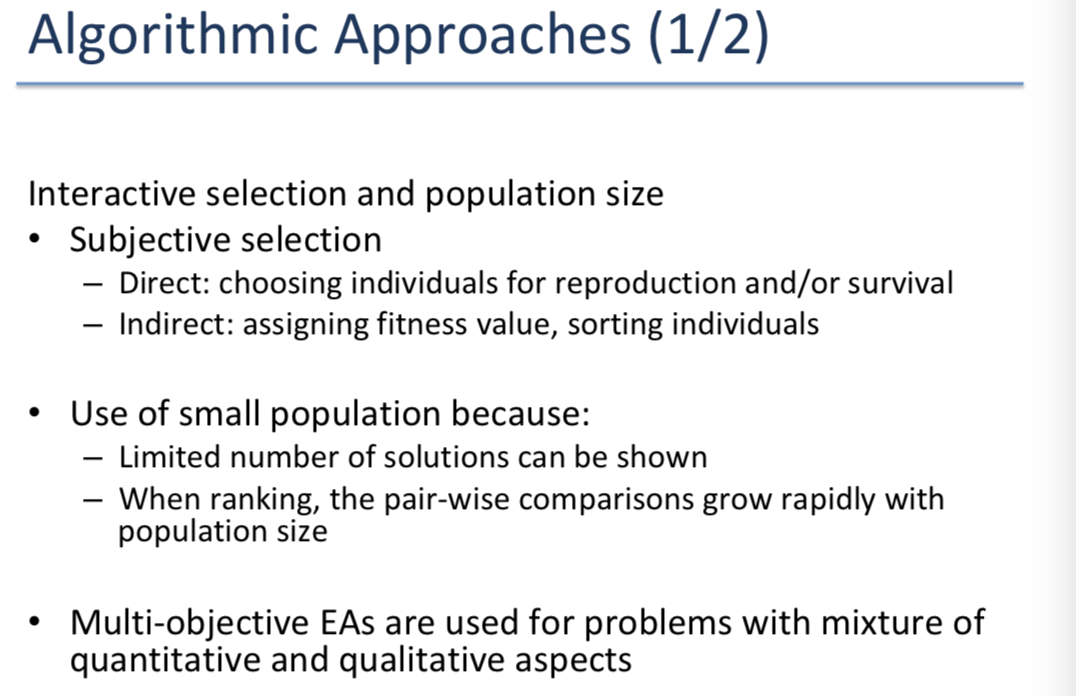 Algorithmic Approaches (1/2)
Interactive selection and population size
• Subjective selection
– Direct: choosing individuals for reproduction and/or survival
– Indirect: assigning fitness value, sorting individuals
• Use of small population because:
– Limited number of solutions can be shown
– When ranking, the pair-wise comparisons grow rapidly with
population size
• Multi-objective EAs are used for problems with mixture of
quantitative and qualitative aspects